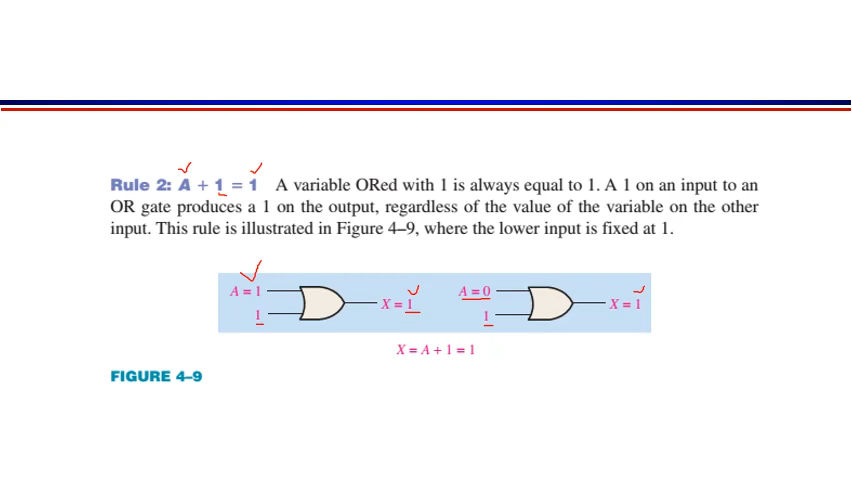 Rule 2: A + 1 = 1 A variable ORed with 1 is always equal to 1. A 1 on an input to an
OR gate produces a 1 on the output, regardless of the value of the variable on the other
input. This rule is illustrated in Figure 4–9, where the lower input is fixed at 1.
A = 1
1
X = 1
A = 0
1
X = 1
X = A + 1 = 1
FIGURE 4–9